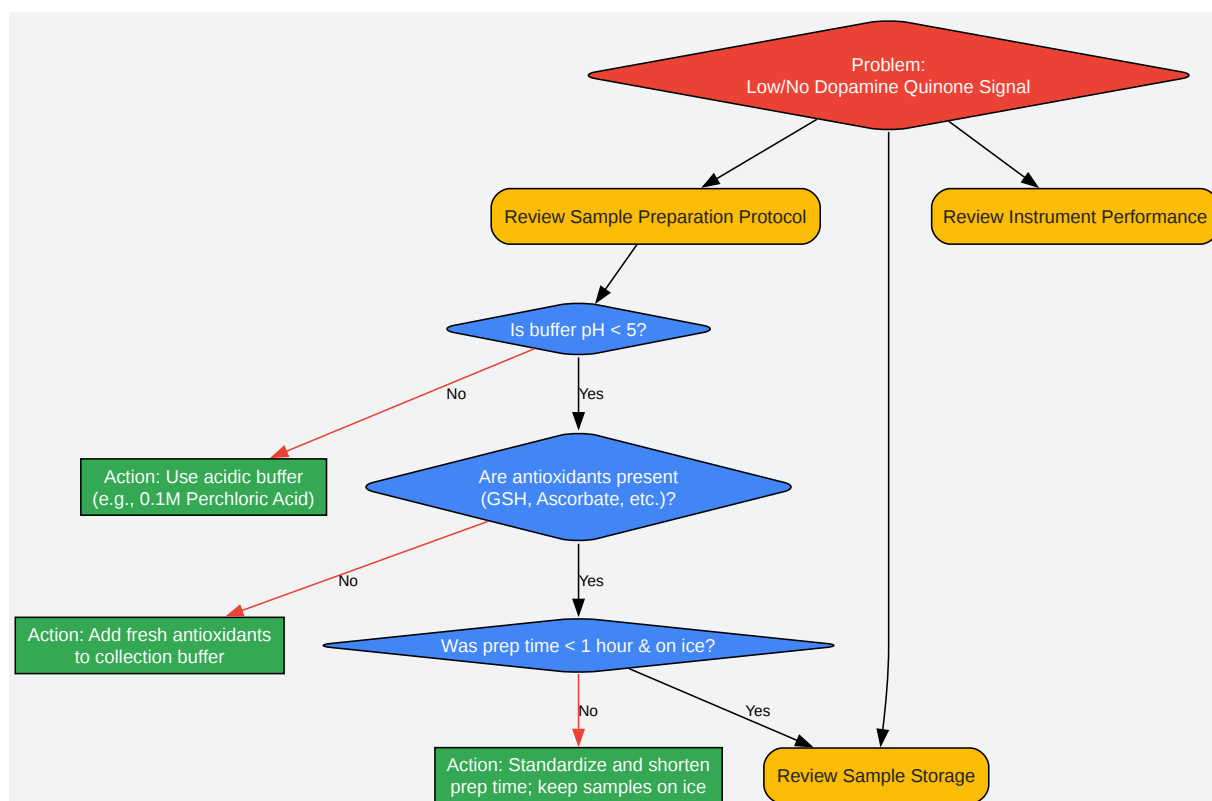 Problem:
Low/No Dopamine Quinone Signal
Review Sample Preparation Protocol
Review Instrument Performance
Is buffer pH < 5?
No
Yes
Action: Use acidic buffer
(e.g., 0.1M Perchloric Acid)
Are antioxidants present
(GSH, Ascorbate, etc.)?
No
Yes
Action: Add fresh antioxidants
to collection buffer
Was prep time < 1 hour & on ice?
No
Yes
Action: Standardize and shorten
prep time; keep samples on ice
Review Sample Storage